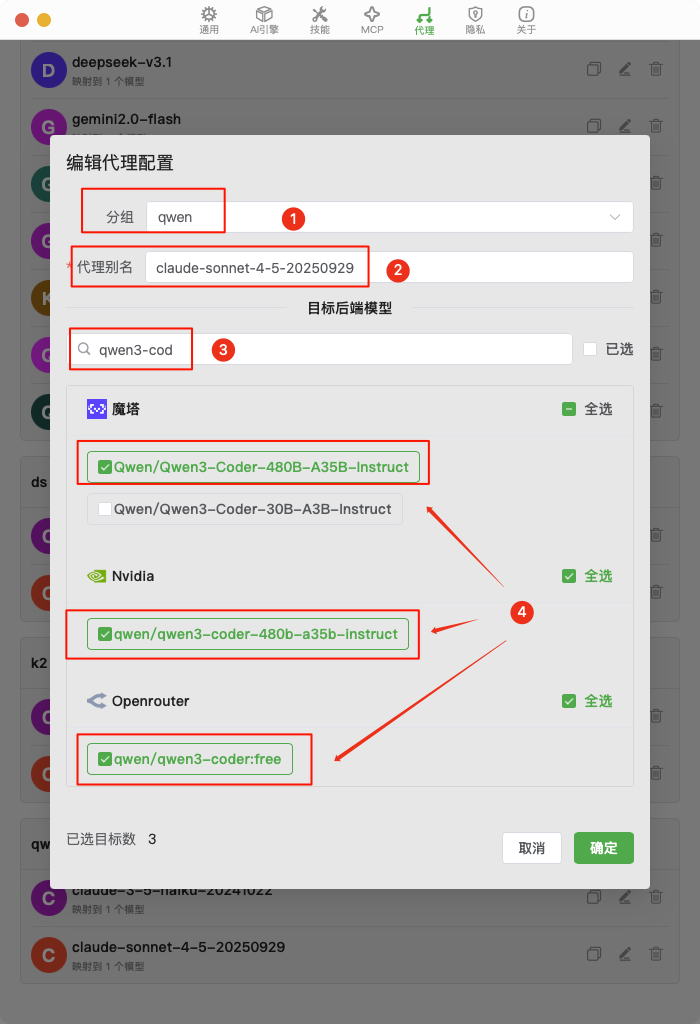 通用 AI引擎 技能 MCP 代理 隐私 关于
D deepseek-v3.1
映射到 1 个模型
G gemini2.0-flash
编辑代理配置
分组 qwen 1
* 代理别名 claude-sonnet-4-5-20250929 2
目标后端模型
qwen3-cod 3 已选
魔塔 全选
Qwen/Qwen3-Coder-480B-A35B-Instruct
Qwen/Qwen3-Coder-30B-A3B-Instruct
ds
Nvidia 全选
4
qwen/qwen3-coder-480b-a35b-instruct
k2
Openrouter 全选
qwen/qwen3-coder:free
已选目标数 3
qw
取消 确定
C claude-3-5-haiku-20241022
映射到 1 个模型
C claude-sonnet-4-5-20250929
映射到 1 个模型